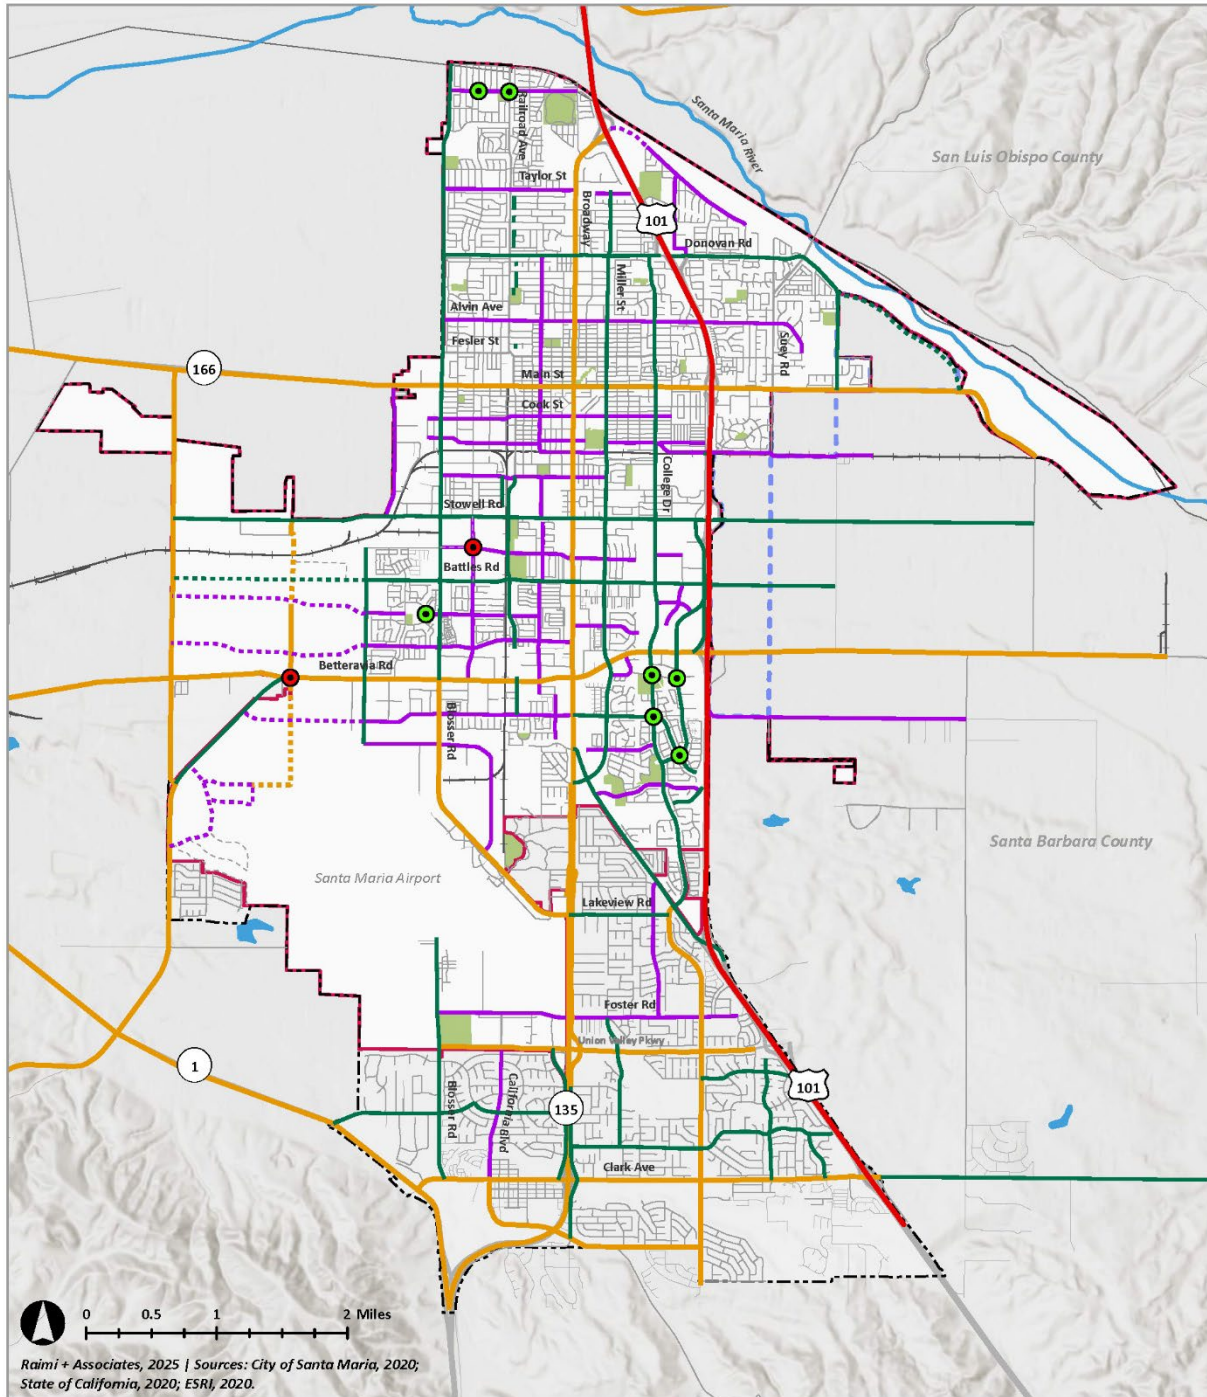 Santa Maria River
San Luis Obispo County
Railroad Ave
Taylor St
Broadway
101
Donovan Rd
Miller St
Alvin Ave
Fesler St
Suey Rd
166
Main St
Cook St
College Dr
Stowell Rd
Battles Rd
Betteravia Rd
Blosser Rd
Santa Barbara County
Santa Maria Airport
Lakeview Rd
Foster Rd
Union Valley Pkwy
1
101
Blosser Rd
California Blvd
135
Clark Ave
0 0.5 1 2 Miles
Raimi + Associates, 2025 | Sources: City of Santa Maria, 2020;
State of California, 2020; ESRI, 2020.